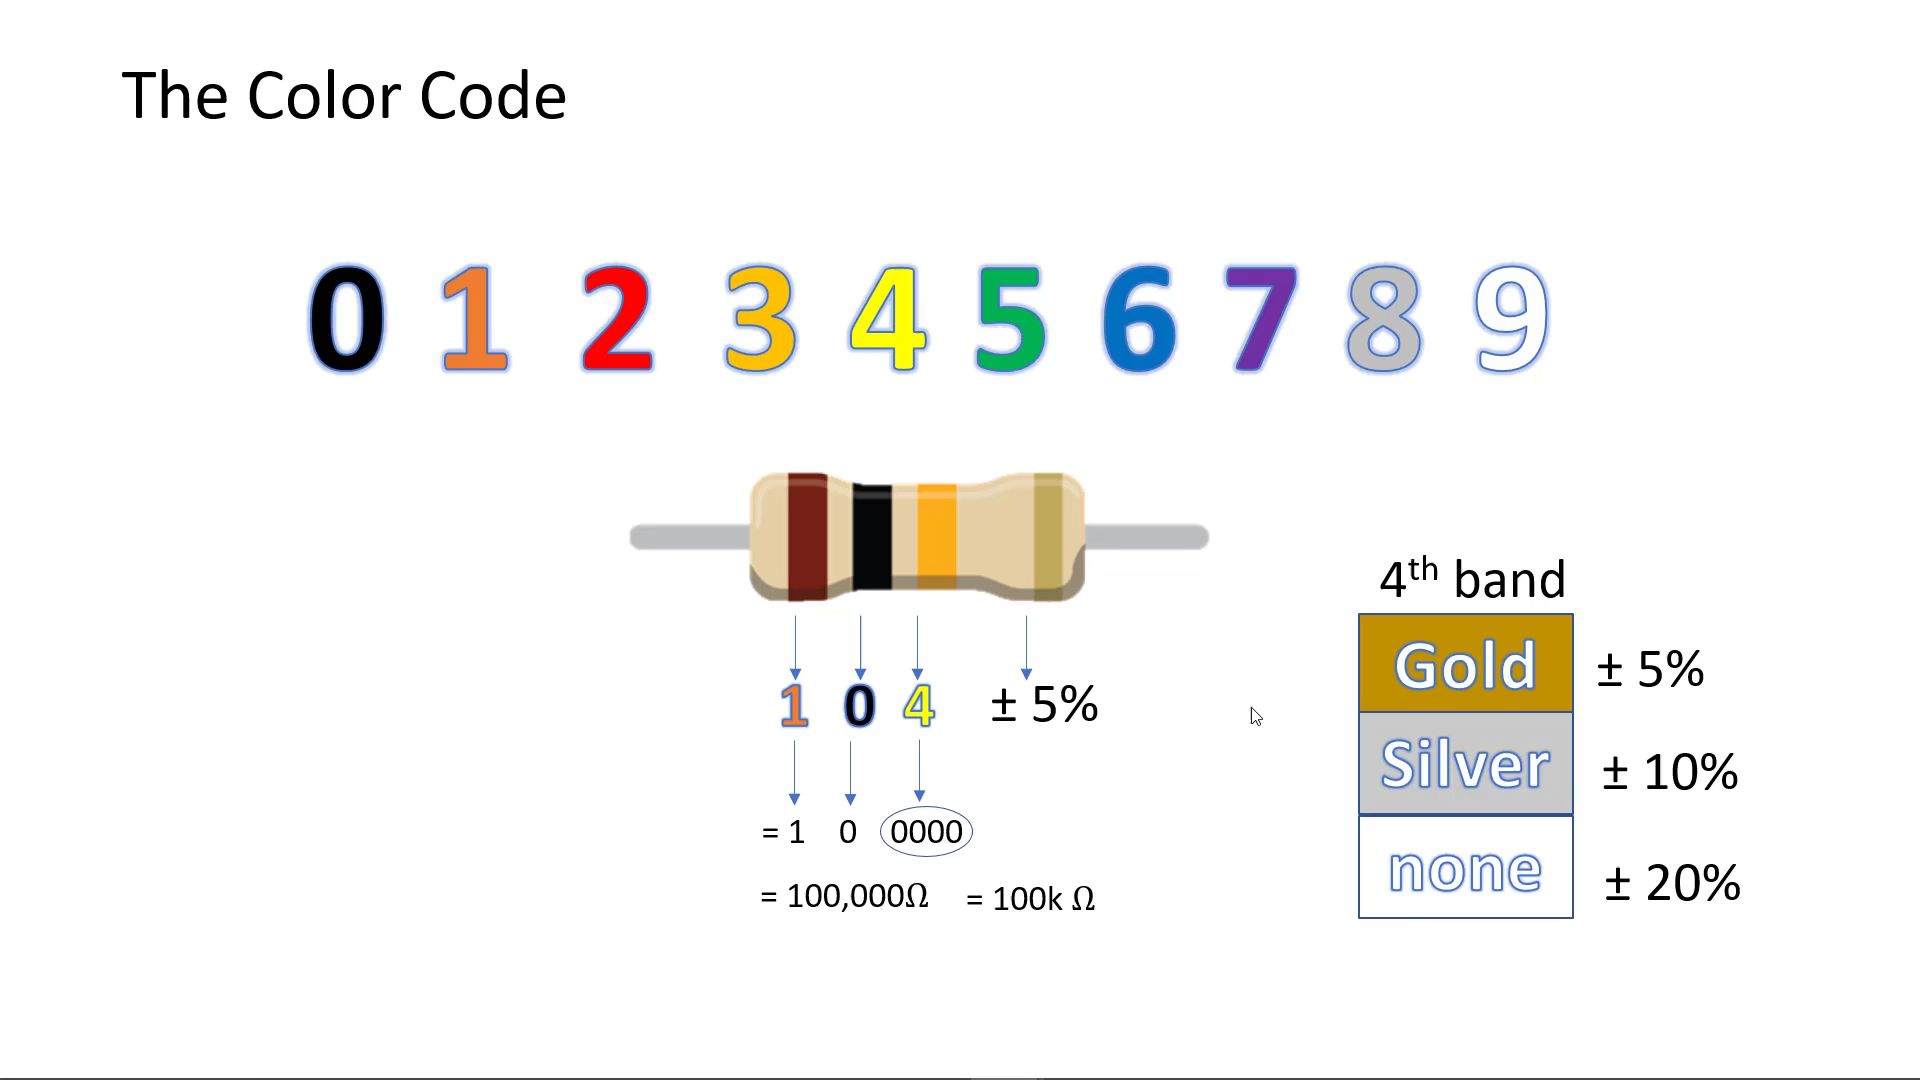 The Color Code
0 1 2 3 4 5 6 7 8 9
4th band
Gold ± 5%
1 0 4 ± 5%
Silver ± 10%
= 1 0 0000
none ± 20%
= 100,000Ω = 100k Ω